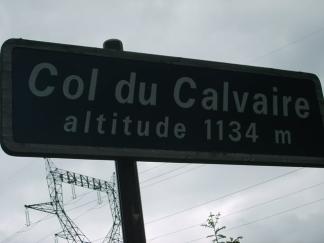 Col du Calvaire
altitude 1134 m